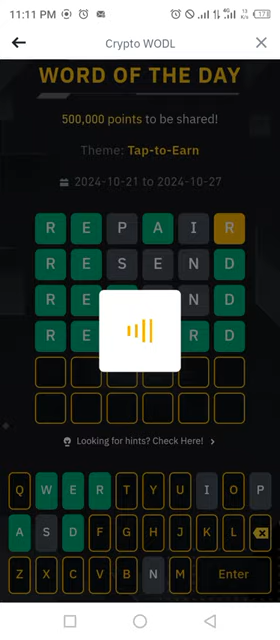 11:11 PM
Crypto WODL
WORD OF THE DAY
500,000 points to be shared!
Theme: Tap-to-Earn
2024-10-21 to 2024-10-27
R E P A I R
R E S E N D
R E N D
R E R D
Looking for hints? Check Here!
Q W E R T Y U I O P
A S D F G H J K L
Z X C V B N M Enter